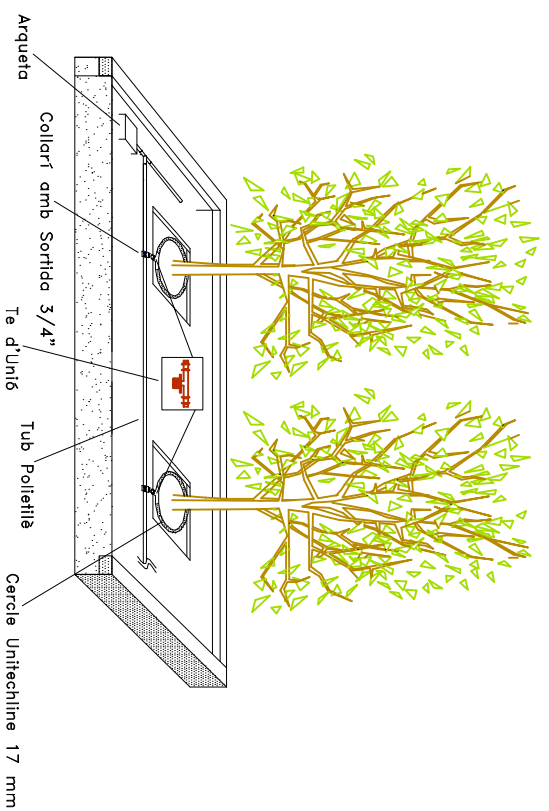 Arqueta
Collarí amb Sortida 3/4"
Te d'Unió
Tub Polietilè
Cercle Unitechline 17 mm